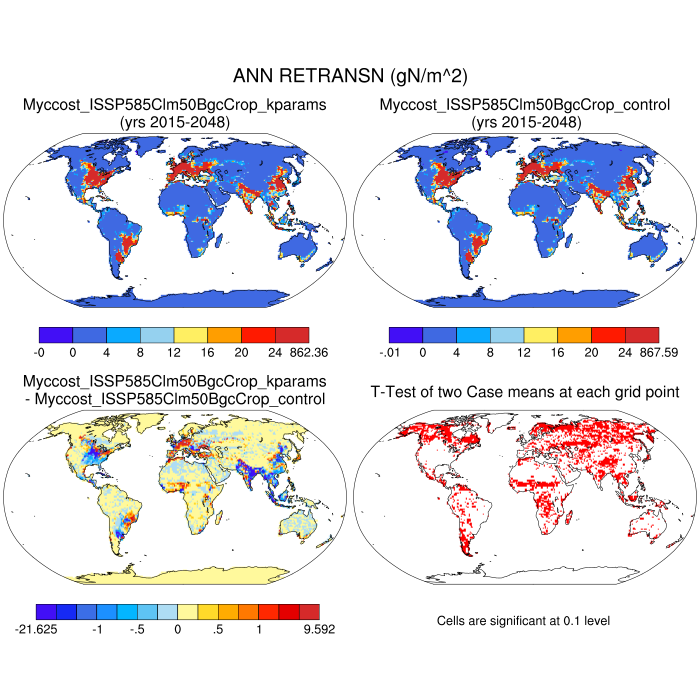 ANN RETRANSN (gN/m^2)
Myccost_ISSP585Clm50BgcCrop_kparams
(yrs 2015-2048)
Myccost_ISSP585Clm50BgcCrop_control
(yrs 2015-2048)
-0 0 4 8 12 16 20 24 862.36
-.01 0 4 8 12 16 20 24 867.59
Myccost_ISSP585Clm50BgcCrop_kparams
- Myccost_ISSP585Clm50BgcCrop_control
T-Test of two Case means at each grid point
-21.625 -1 -.5 0 .5 1 9.592
Cells are significant at 0.1 level